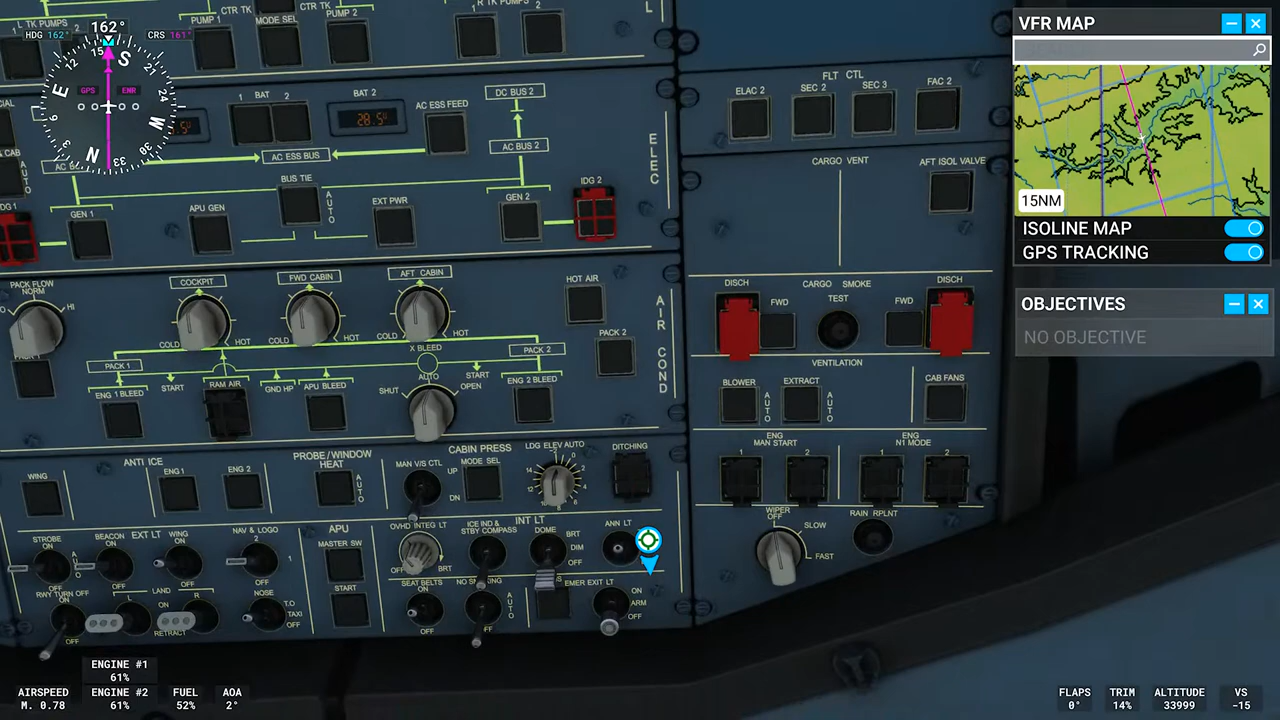 L TK PUMPS
PUMP 1
CTR TK
MODE SEL
CTR TK
PUMP 2
R TK PUMPS
1
2
L
162°
HDG 162°
CRS 161°
GPS
ENR
S
E
W
N
15
12
21
24
30
33
1 BAT 2
BAT 2
28.5V
AC ESS FEED
DC BUS 2
AC ESS BUS
AC BUS 2
ELEC
BUS TIE
AUTO
IDG 2
GEN 1
APU GEN
EXT PWR
GEN 2
FLT CTL
ELAC 2
SEC 2
SEC 3
FAC 2
CARGO VENT
AFT ISOL VALVE
PACK FLOW
NORM
HI
COCKPIT
FWD CABIN
AFT CABIN
HOT AIR
COLD
HOT
COLD
HOT
COLD
HOT
AIR COND
PACK 1
X BLEED
PACK 2
PACK 2
START
RAM AIR
GND HP
APU BLEED
AUTO
START
SHUT
OPEN
ENG 1 BLEED
ENG 2 BLEED
DISCH
CARGO SMOKE
DISCH
FWD
TEST
FWD
VENTILATION
BLOWER
AUTO
EXTRACT
AUTO
CAB FANS
ENG
MAN START
ENG
N1 MODE
1
2
1
2
WIPER
OFF
SLOW
FAST
RAIN RPLNT
ANTI ICE
WING
ENG 1
ENG 2
PROBE/WINDOW
HEAT
AUTO
CABIN PRESS
MAN V/S CTL
UP
DN
MODE SEL
LDG ELEV AUTO
DITCHING
EXT LT
STROBE
ON
AUTO
BEACON
ON
WING
ON
OFF
NAV & LOGO
2
1
OFF
RWY TURN OFF
ON
OFF
LAND
L
ON
R
RETRACT
NOSE
T.O
TAXI
OFF
APU
MASTER SW
START
INT LT
OVHD INTEG LT
OFF
BRT
ICE IND &
STBY COMPASS
DOME
BRT
DIM
OFF
ANN LT
SEAT BELTS
OFF
AUTO
OFF
EMER EXIT LT
ON
ARM
OFF
VFR MAP
15NM
ISOLINE MAP
GPS TRACKING
OBJECTIVES
NO OBJECTIVE
ENGINE #1
61%
AIRSPEED
M. 0.78
ENGINE #2
61%
FUEL
52%
AOA
2°
FLAPS
0°
TRIM
14%
ALTITUDE
33999
VS
-15